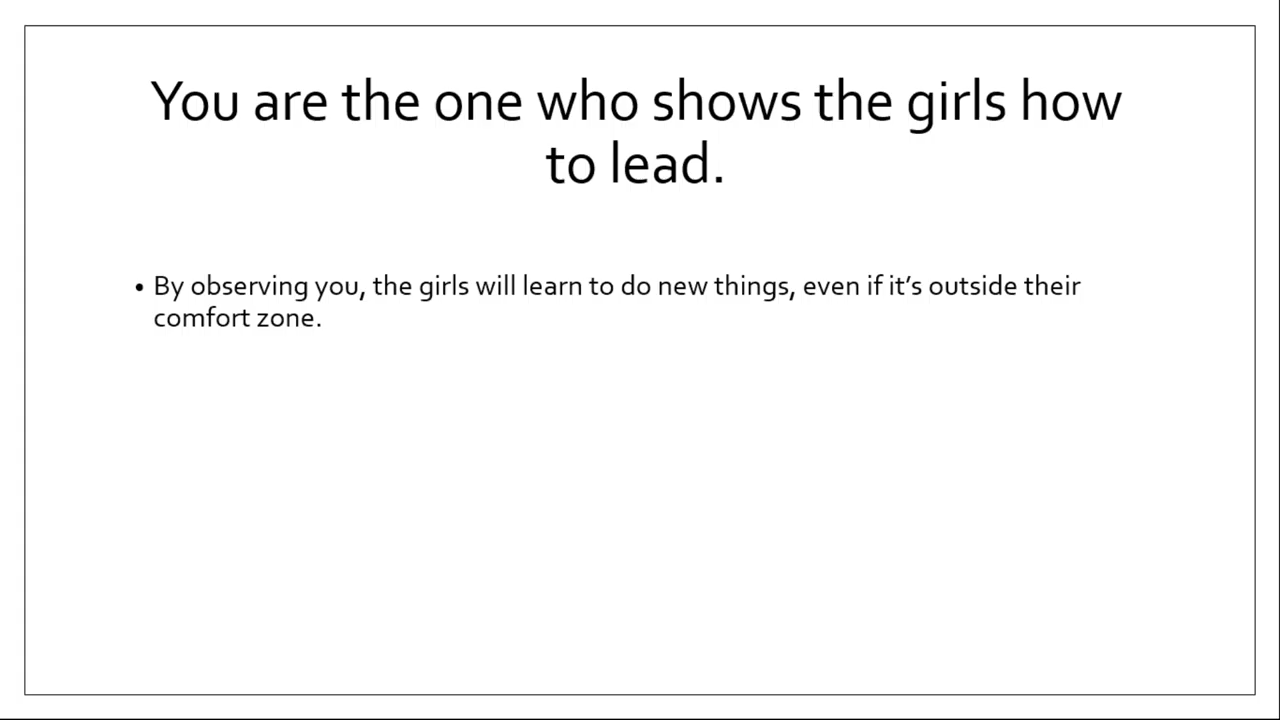 You are the one who shows the girls how
to lead.
• By observing you, the girls will learn to do new things, even if it’s outside their
comfort zone.